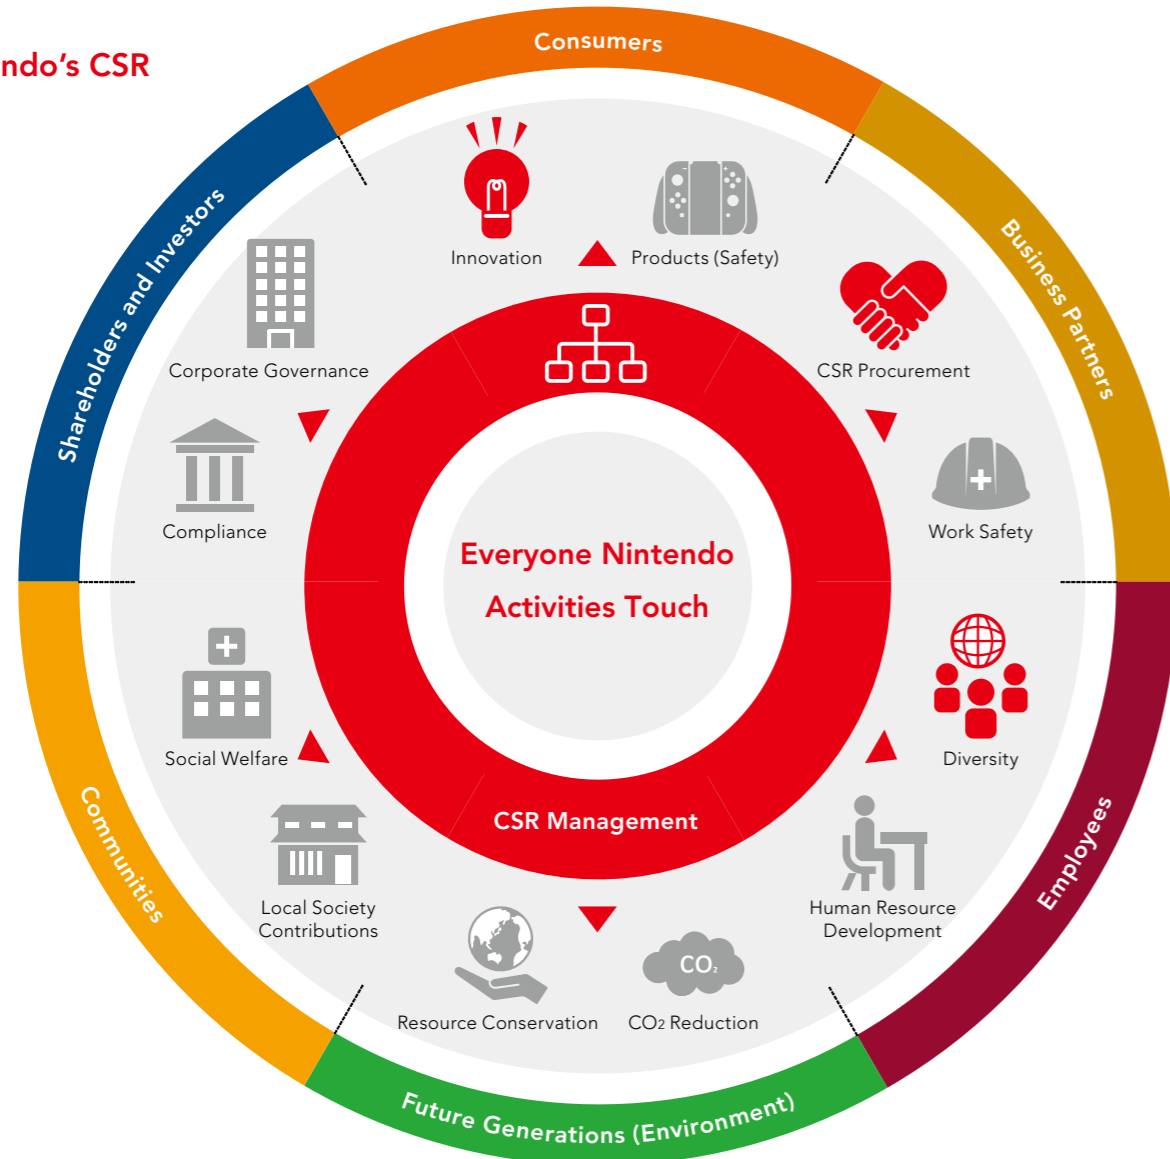 ndo's CSR
Consumers
Business Partners
Employees
Future Generations (Environment)
Communities
Shareholders and Investors
Innovation
Products (Safety)
CSR Procurement
Work Safety
Diversity
Human Resource
Development
CO2 Reduction
CO₂
Resource Conservation
Local Society
Contributions
Social Welfare
Compliance
Corporate Governance
Everyone Nintendo
Activities Touch
CSR Management